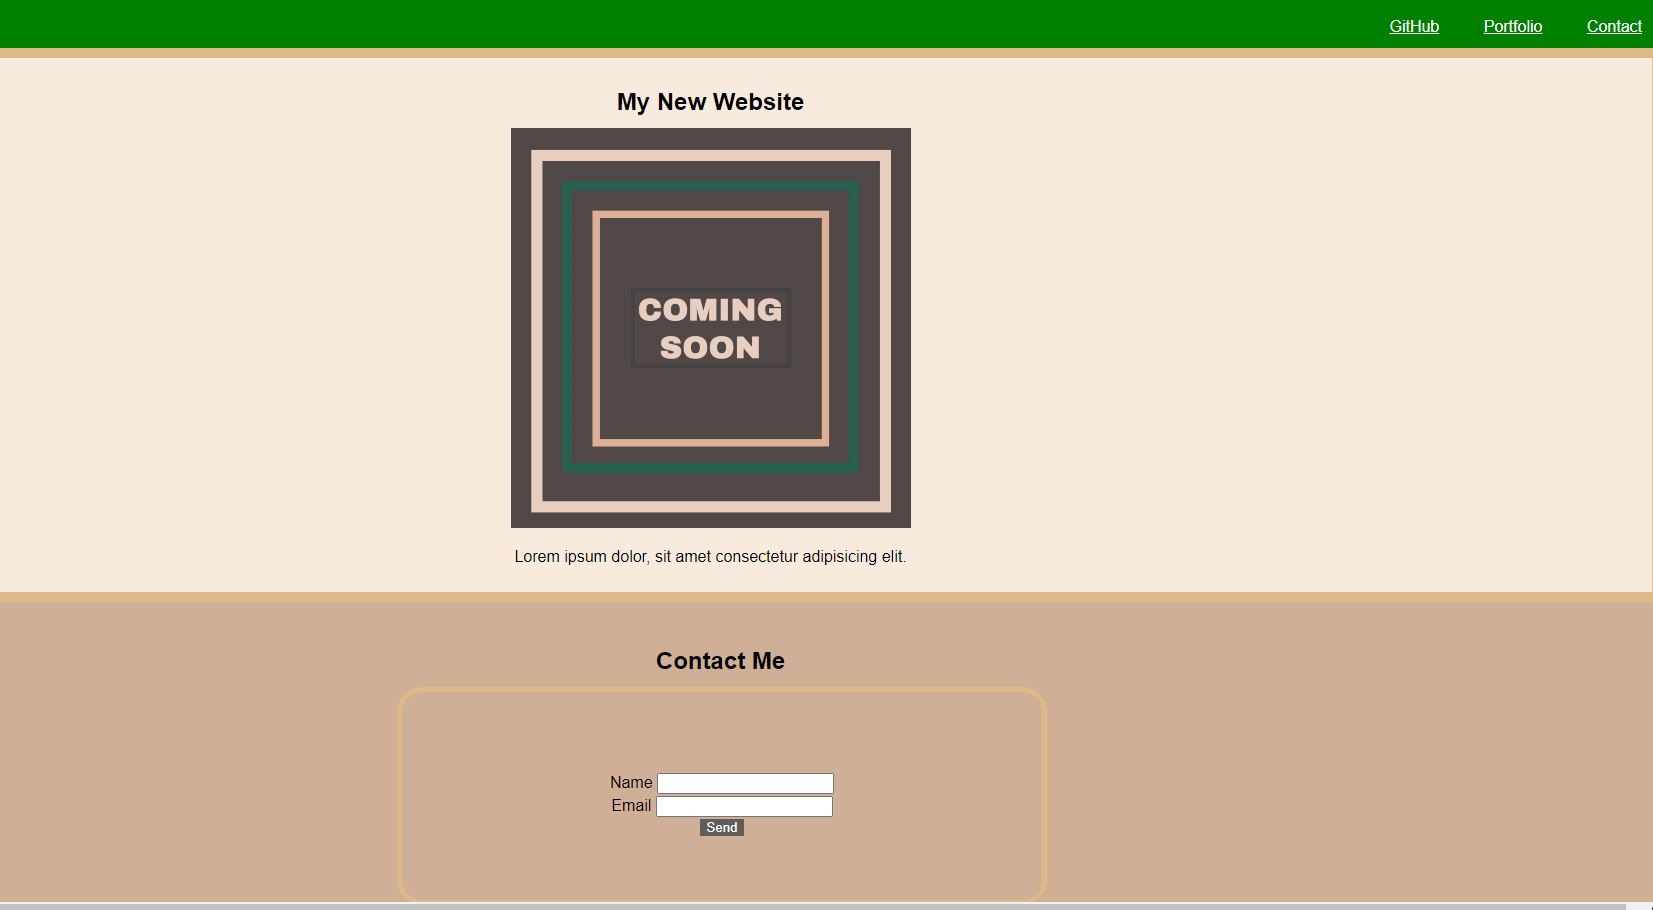 GitHub Portfolio Contact
My New Website
COMING
SOON
Lorem ipsum dolor, sit amet consectetur adipisicing elit.
Contact Me
Name
Email
Send